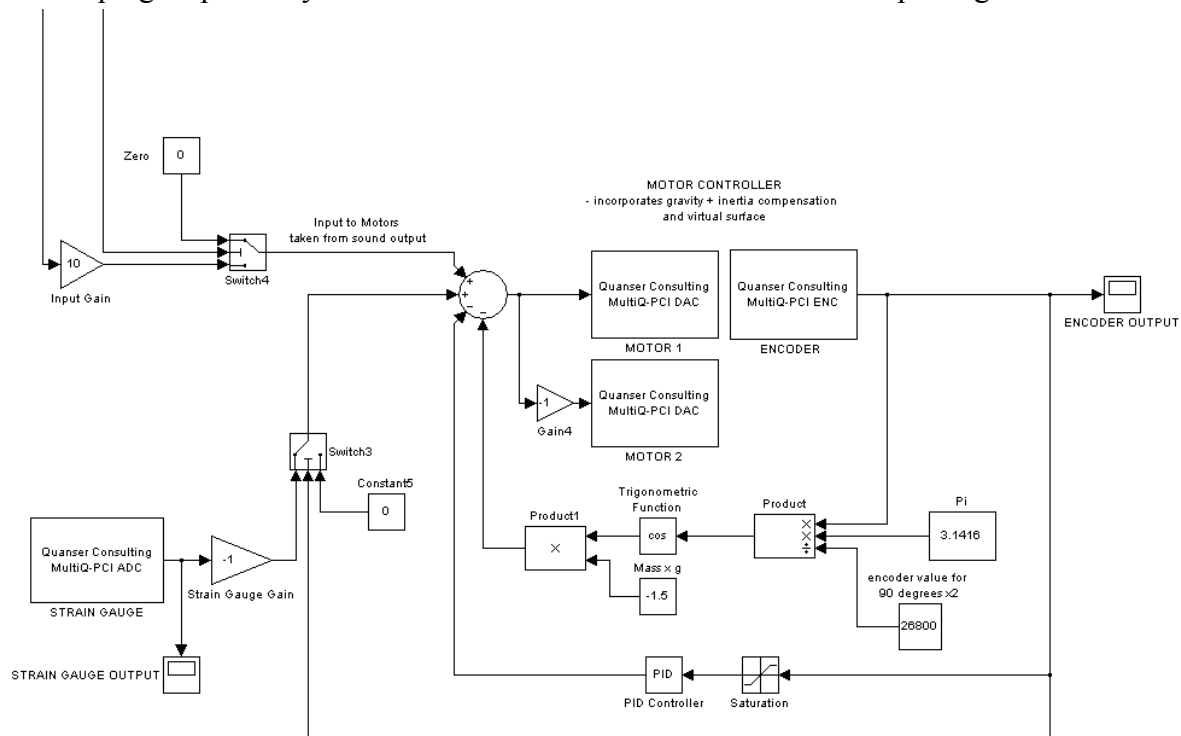 Zero
0
MOTOR CONTROLLER
- incorporates gravity + inertia compensation
and virtual surface
Input to Motors
taken from sound output
10
Input Gain
Switch4
+
+
−
−
Quanser Consulting
MultiQ-PCI DAC
MOTOR 1
Quanser Consulting
MultiQ-PCI ENC
ENCODER
ENCODER OUTPUT
-1
Gain4
Quanser Consulting
MultiQ-PCI DAC
MOTOR 2
Switch3
Constant5
0
Trigonometric
Function
cos
Product
×
×
÷
Pi
3.1416
Product1
×
Mass x g
-1.5
encoder value for
90 degrees x2
26800
Quanser Consulting
MultiQ-PCI ADC
STRAIN GAUGE
-1
Strain Gauge Gain
STRAIN GAUGE OUTPUT
PID
PID Controller
Saturation